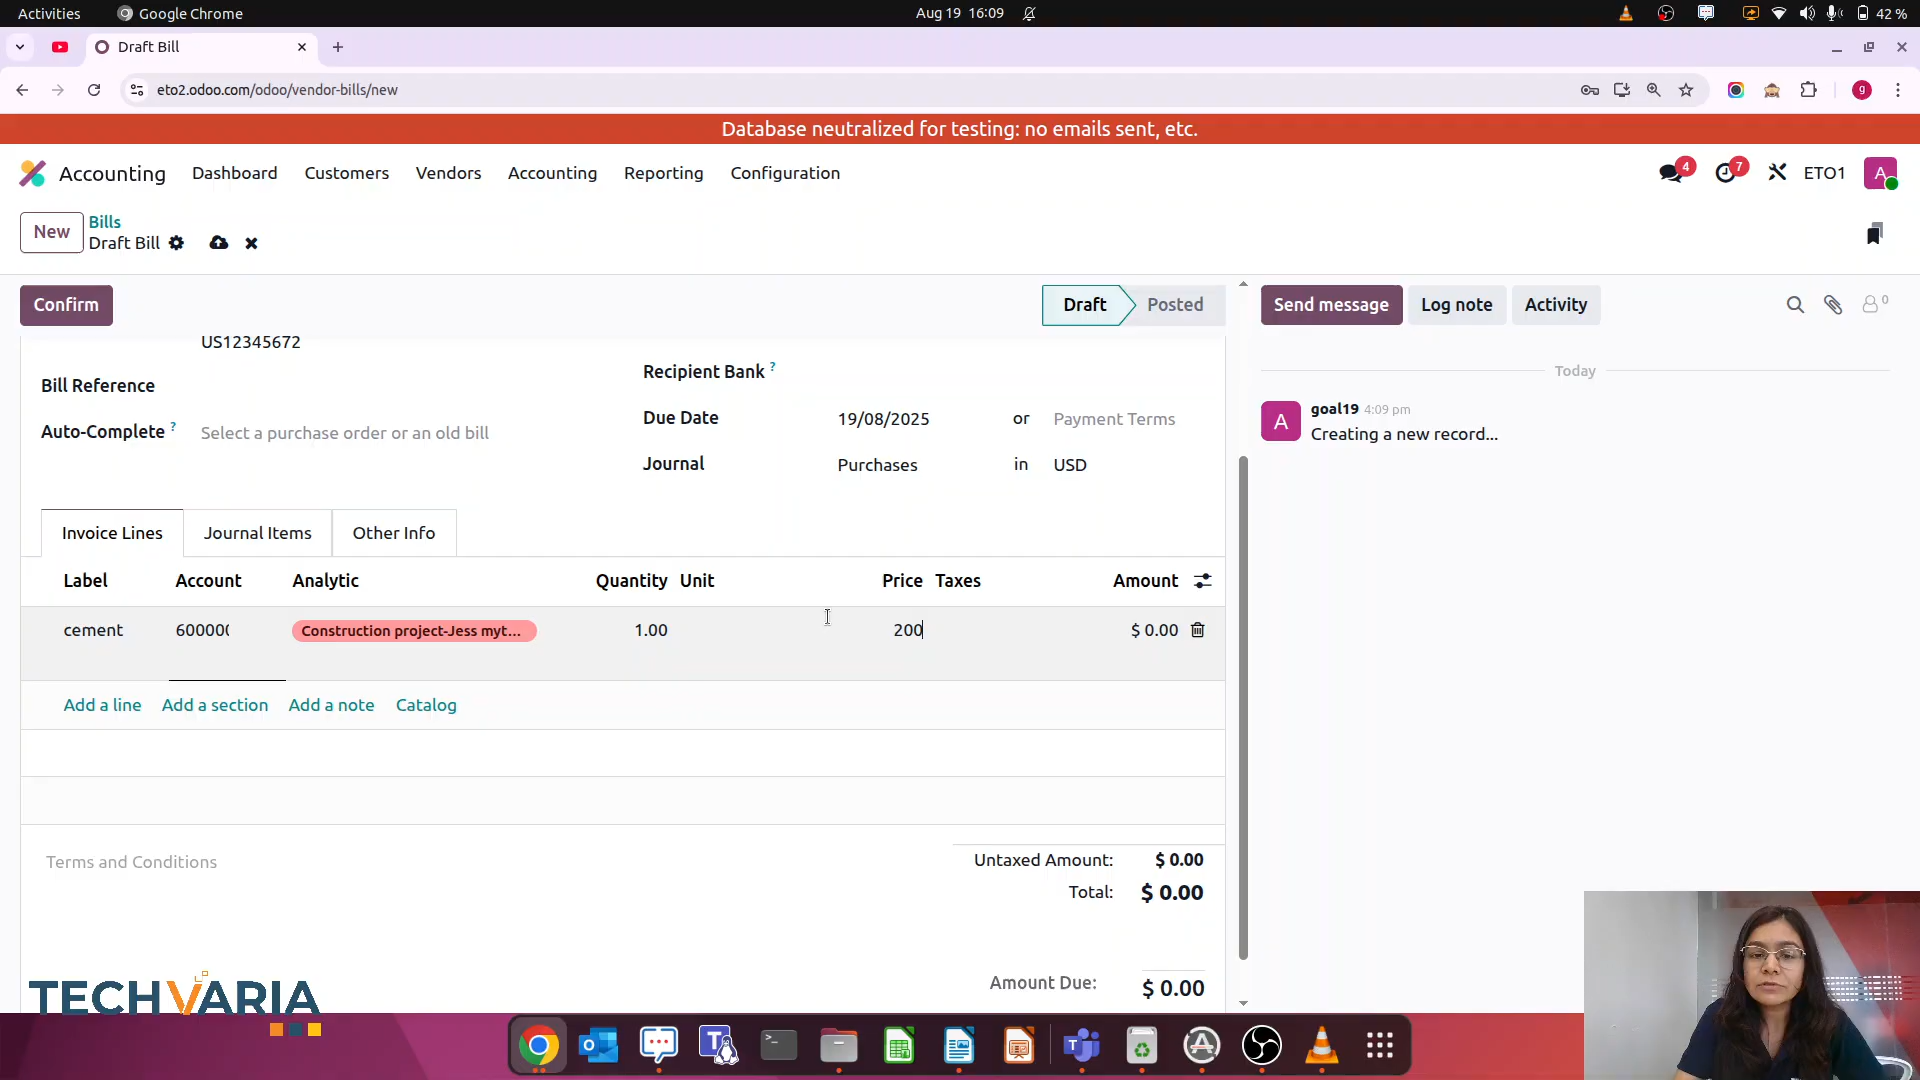 Activities Google Chrome Aug 19 16:09 42 %
Draft Bill
eto2.odoo.com/odoo/vendor-bills/new g
Database neutralized for testing: no emails sent, etc.
Accounting Dashboard Customers Vendors Accounting Reporting Configuration 4 7 ETO1 A
New Bills
Draft Bill
Confirm Draft Posted Send message Log note Activity 0
US12345672
Today
Recipient Bank ?
Bill Reference
goal19 4:09 pm
A Creating a new record...
Due Date 19/08/2025 or Payment Terms
Auto-Complete ? Select a purchase order or an old bill
Journal Purchases in USD
Invoice Lines Journal Items Other Info
Label Account Analytic Quantity Unit Price Taxes Amount
cement 600000 Construction project-Jess myt... 1.00 200 $ 0.00
Add a line Add a section Add a note Catalog
Terms and Conditions
Untaxed Amount: $ 0.00
Total: $ 0.00
Amount Due: $ 0.00
TECHVARIA